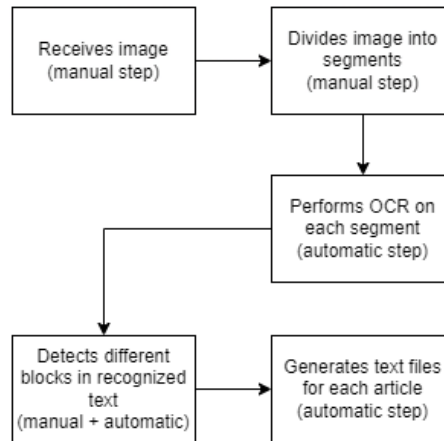 Receives image
(manual step)
Divides image into
segments
(manual step)
Performs OCR on
each segment
(automatic step)
Detects different
blocks in recognized
text
(manual + automatic)
Generates text files
for each article
(automatic step)